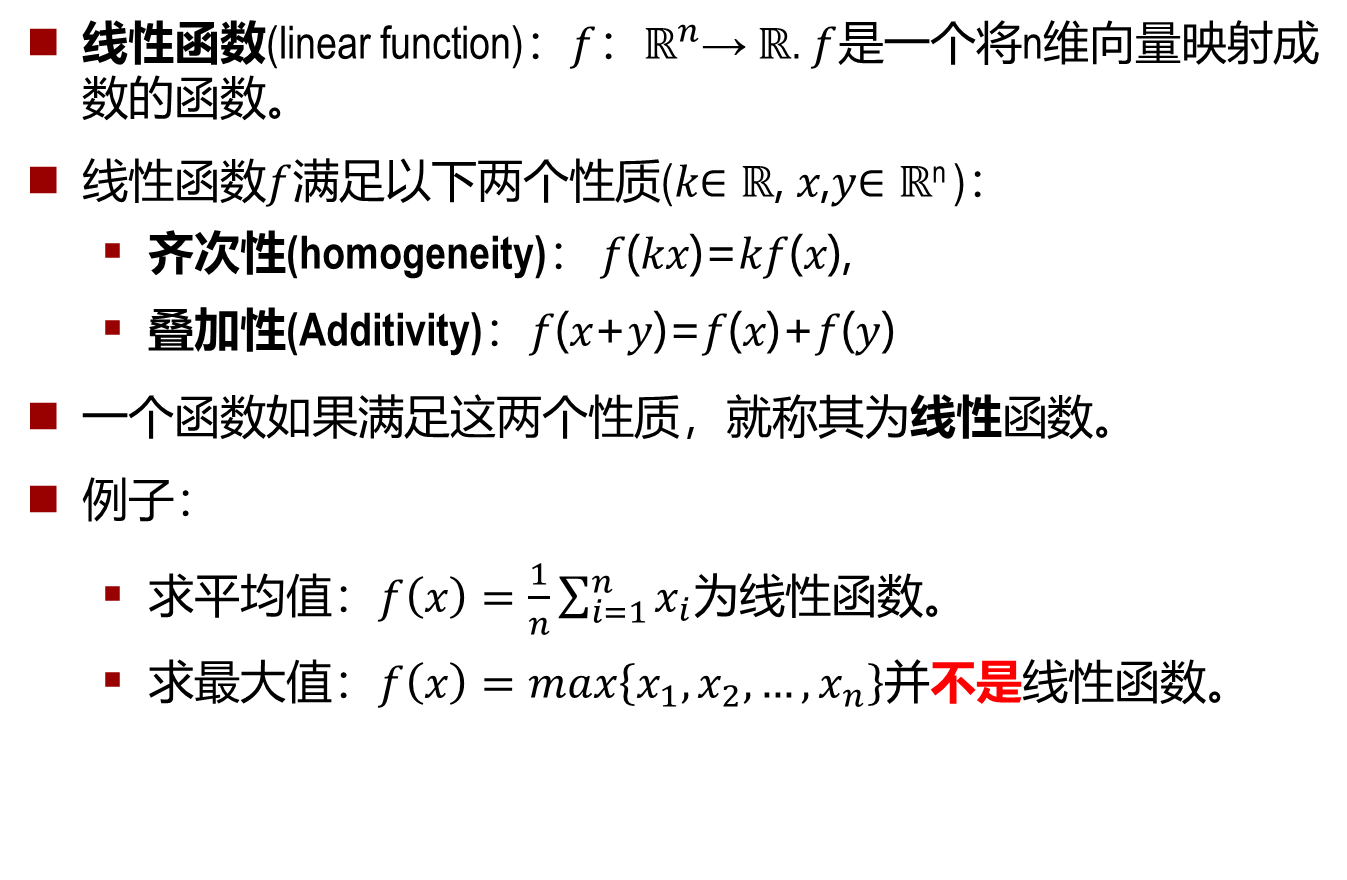 ■ 线性函数(linear function)：𝑓：ℝⁿ→ ℝ. 𝑓是一个将n维向量映射成
数的函数。
■ 线性函数𝑓满足以下两个性质(𝑘∈ ℝ, 𝑥,𝑦∈ ℝⁿ )：
▪ 齐次性(homogeneity)： 𝑓(𝑘𝑥)=𝑘𝑓(𝑥),
▪ 叠加性(Additivity)：𝑓(𝑥+𝑦)=𝑓(𝑥)+𝑓(𝑦)
■ 一个函数如果满足这两个性质，就称其为线性函数。
■ 例子：
▪ 求平均值：𝑓(𝑥) = \frac{1}{n}∑_{i=1}^{n} 𝑥ᵢ为线性函数。
▪ 求最大值：𝑓(𝑥) = 𝑚𝑎𝑥{𝑥₁, 𝑥₂, … , 𝑥ₙ}并不是线性函数。